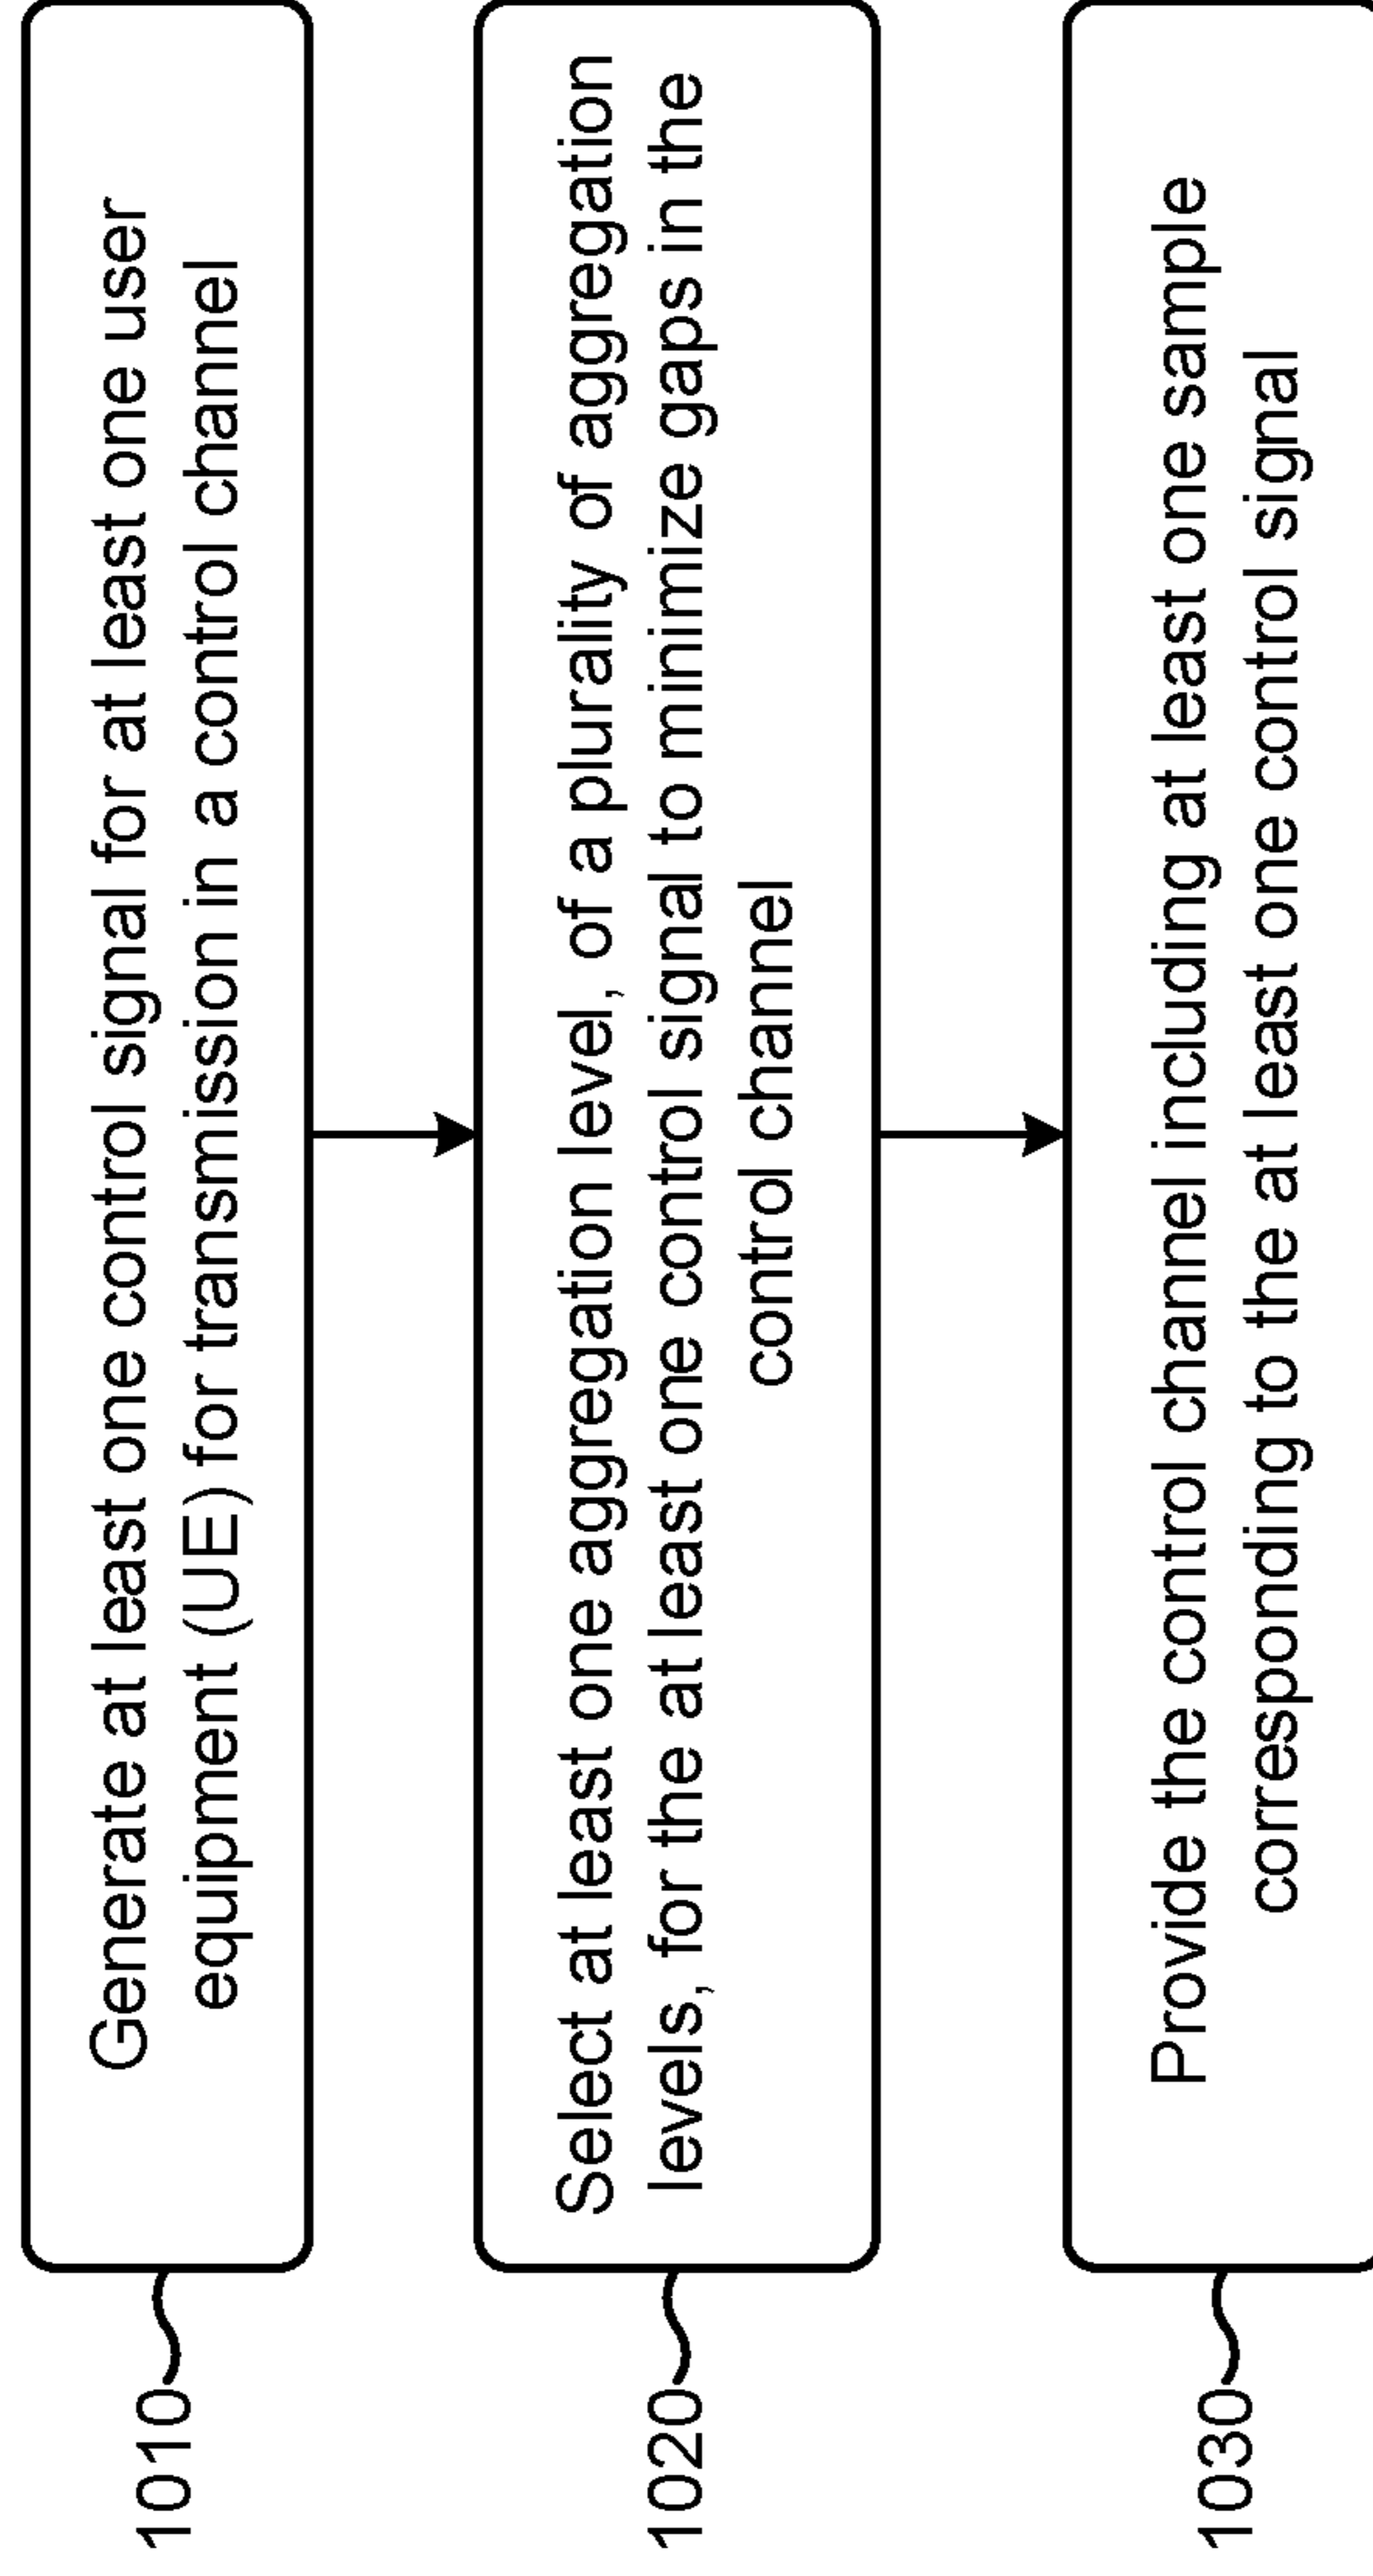 1010
Generate at least one control signal for at least one user
equipment (UE) for transmission in a control channel
1020
Select at least one aggregation level, of a plurality of aggregation
levels, for the at least one control signal to minimize gaps in the
control channel
1030
Provide the control channel including at least one sample
corresponding to the at least one control signal